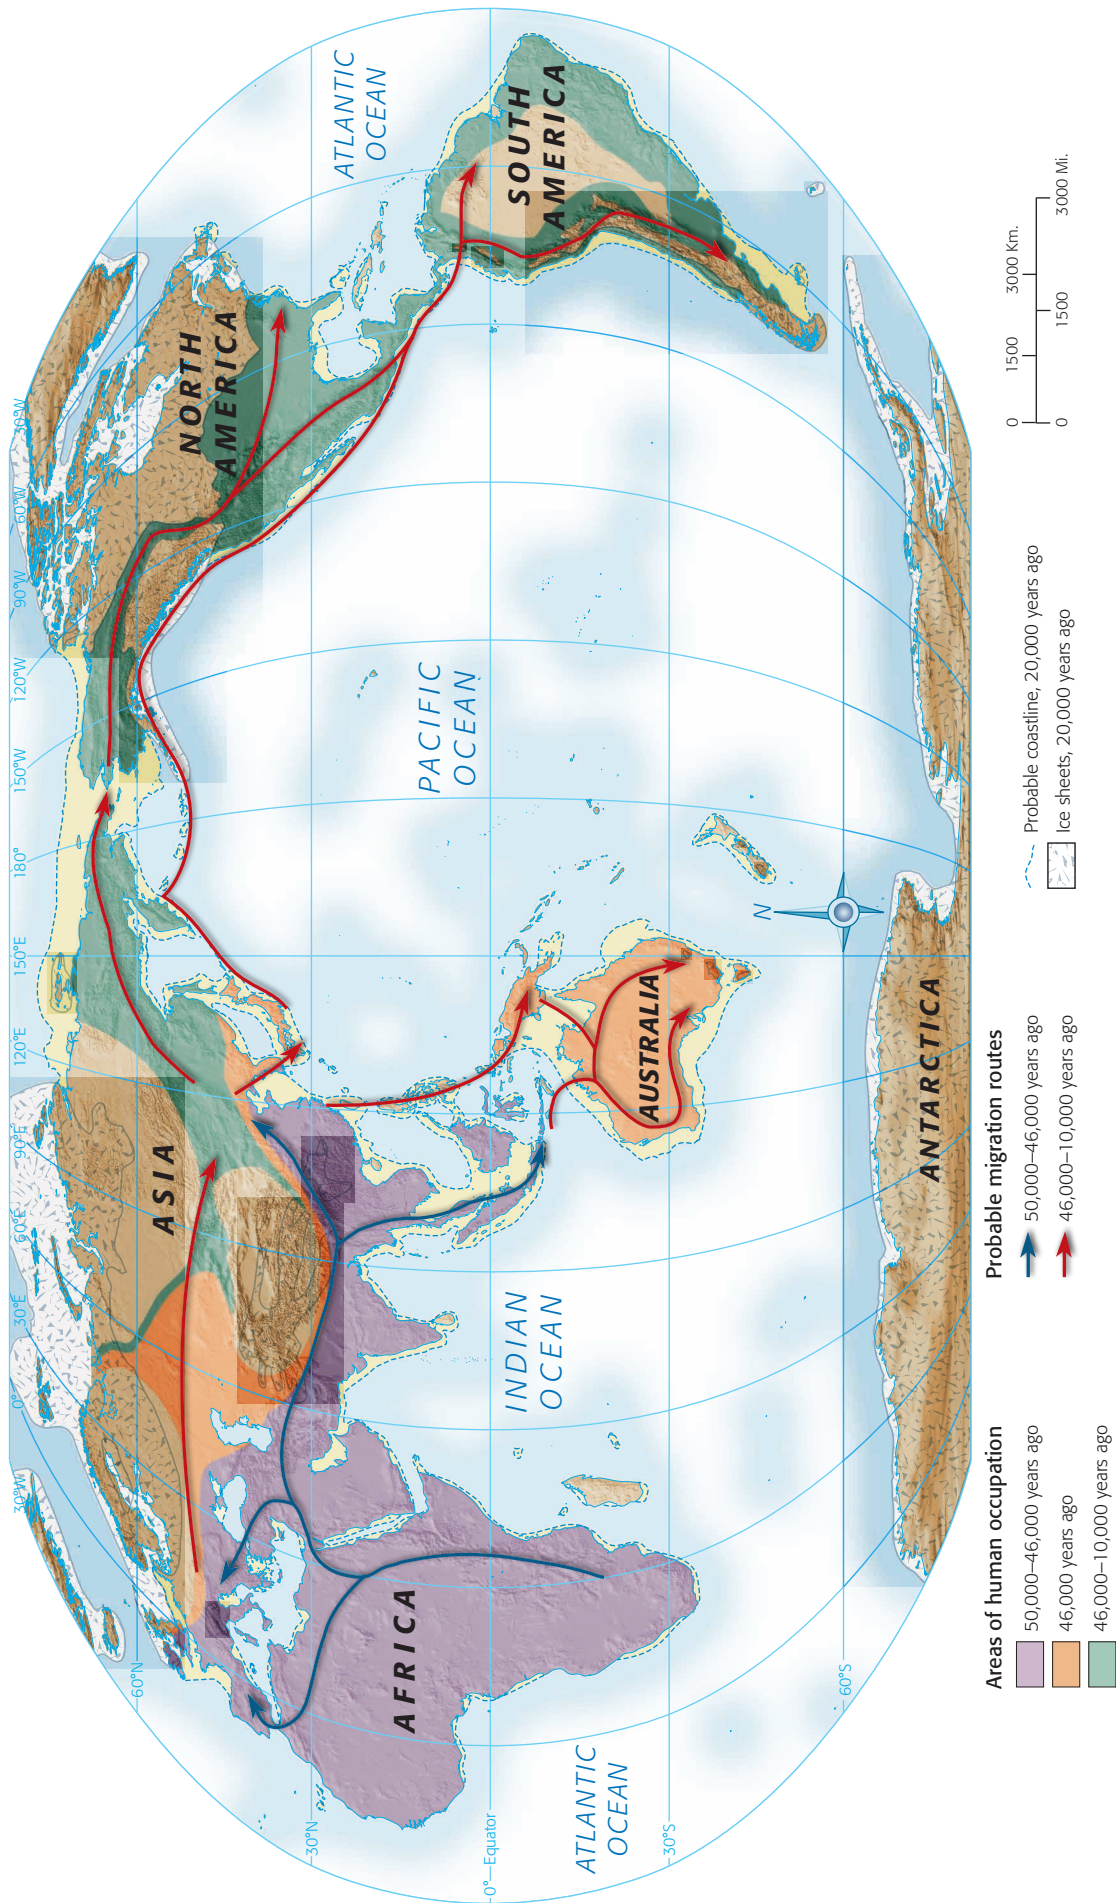 30°W
0°
30°E
60°E
90°E
120°E
150°E
180°
150°W
120°W
90°W
60°W
30°W
60°N
30°N
0°—Equator
30°S
60°S
ATLANTIC
OCEAN
ATLANTIC
OCEAN
PACIFIC
OCEAN
INDIAN
OCEAN
NORTH
AMERICA
SOUTH
AMERICA
ASIA
AFRICA
AUSTRALIA
ANTARCTICA
N
Areas of human occupation
50,000–46,000 years ago
46,000 years ago
46,000–10,000 years ago
Probable migration routes
50,000–46,000 years ago
46,000–10,000 years ago
Probable coastline, 20,000 years ago
Ice sheets, 20,000 years ago
0 1500 3000 Km.
0 1500 3000 Mi.